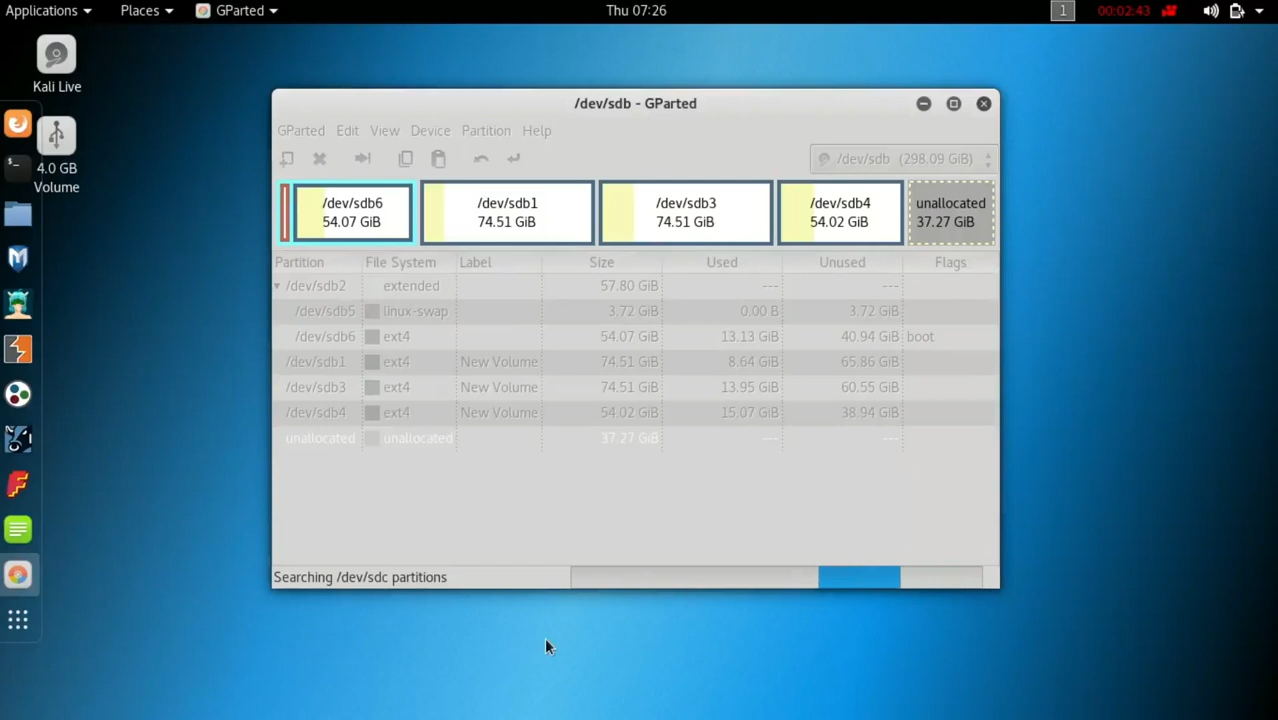 Applications Places GParted Thu 07:26 1 00:02:43
Kali Live
4.0 GB
Volume
/dev/sdb - GParted
GParted Edit View Device Partition Help
/dev/sdb (298.09 GiB)
/dev/sdb6
54.07 GiB
/dev/sdb1
74.51 GiB
/dev/sdb3
74.51 GiB
/dev/sdb4
54.02 GiB
unallocated
37.27 GiB
Partition File System Label Size Used Unused Flags
/dev/sdb2 extended 57.80 GiB --- ---
/dev/sdb5 linux-swap 3.72 GiB 0.00 B 3.72 GiB
/dev/sdb6 ext4 54.07 GiB 13.13 GiB 40.94 GiB boot
/dev/sdb1 ext4 New Volume 74.51 GiB 8.64 GiB 65.86 GiB
/dev/sdb3 ext4 New Volume 74.51 GiB 13.95 GiB 60.55 GiB
/dev/sdb4 ext4 New Volume 54.02 GiB 15.07 GiB 38.94 GiB
unallocated unallocated 37.27 GiB --- ---
Searching /dev/sdc partitions